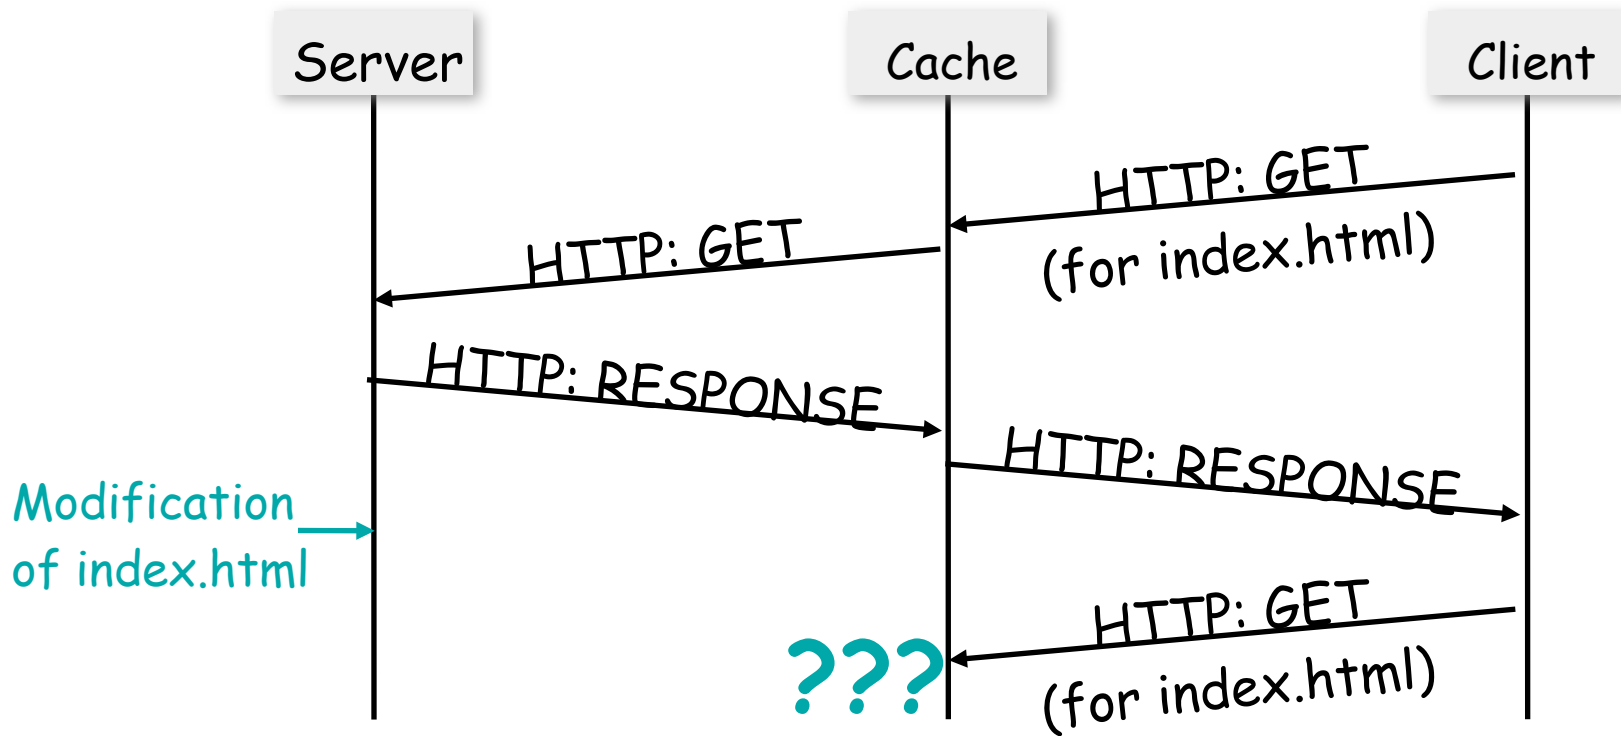 Server
Cache
Client
HTTP: GET
(for index.html)
HTTP: GET
HTTP: RESPONSE
HTTP: RESPONSE
Modification
of index.html
HTTP: GET
(for index.html)
???